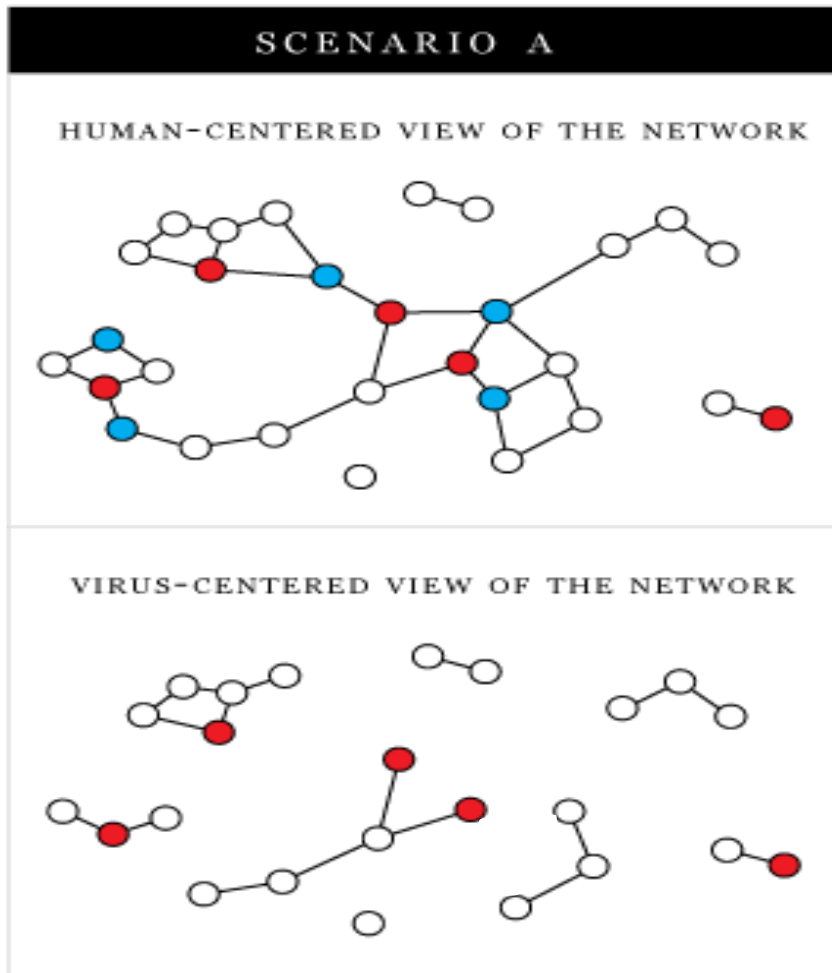 SCENARIO A
HUMAN-CENTERED VIEW OF THE NETWORK
VIRUS-CENTERED VIEW OF THE NETWORK